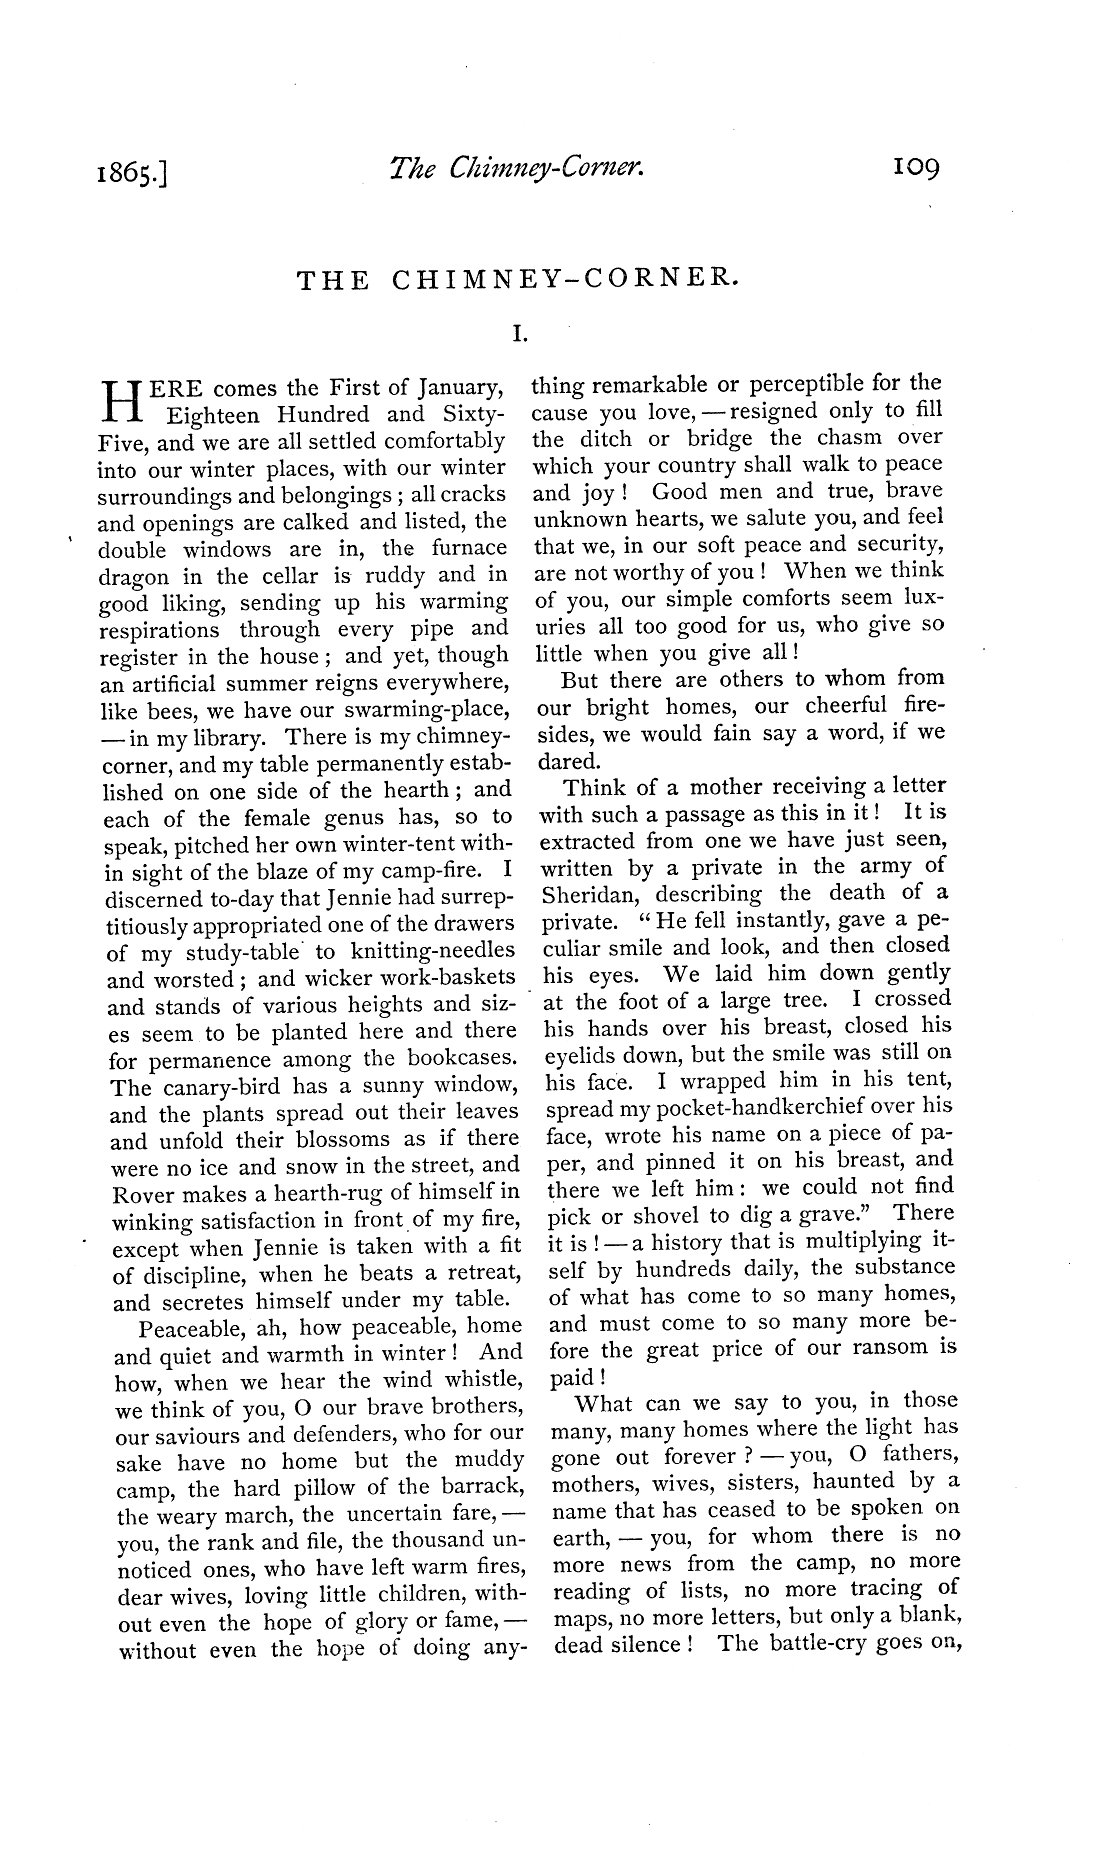 1865.] The Chimney-Corner. 109
THE CHIMNEY-CORNER.
I.
HERE comes the First of January,
Eighteen Hundred and Sixty-
Five, and we are all settled comfortably
into our winter places, with our winter
surroundings and belongings ; all cracks
and openings are calked and listed, the
double windows are in, the furnace
dragon in the cellar is ruddy and in
good liking, sending up his warming
respirations through every pipe and
register in the house ; and yet, though
an artificial summer reigns everywhere,
like bees, we have our swarming-place,
— in my library. There is my chimney-
corner, and my table permanently estab-
lished on one side of the hearth ; and
each of the female genus has, so to
speak, pitched her own winter-tent with-
in sight of the blaze of my camp-fire. I
discerned to-day that Jennie had surrep-
titiously appropriated one of the drawers
of my study-table to knitting-needles
and worsted ; and wicker work-baskets
and stands of various heights and siz-
es seem to be planted here and there
for permanence among the bookcases.
The canary-bird has a sunny window,
and the plants spread out their leaves
and unfold their blossoms as if there
were no ice and snow in the street, and
Rover makes a hearth-rug of himself in
winking satisfaction in front of my fire,
except when Jennie is taken with a fit
of discipline, when he beats a retreat,
and secretes himself under my table.
Peaceable, ah, how peaceable, home
and quiet and warmth in winter ! And
how, when we hear the wind whistle,
we think of you, O our brave brothers,
our saviours and defenders, who for our
sake have no home but the muddy
camp, the hard pillow of the barrack,
the weary march, the uncertain fare, —
you, the rank and file, the thousand un-
noticed ones, who have left warm fires,
dear wives, loving little children, with-
out even the hope of glory or fame, —
without even the hope of doing any-
thing remarkable or perceptible for the
cause you love, — resigned only to fill
the ditch or bridge the chasm over
which your country shall walk to peace
and joy ! Good men and true, brave
unknown hearts, we salute you, and feel
that we, in our soft peace and security,
are not worthy of you ! When we think
of you, our simple comforts seem lux-
uries all too good for us, who give so
little when you give all !
But there are others to whom from
our bright homes, our cheerful fire-
sides, we would fain say a word, if we
dared.
Think of a mother receiving a letter
with such a passage as this in it ! It is
extracted from one we have just seen,
written by a private in the army of
Sheridan, describing the death of a
private. “ He fell instantly, gave a pe-
culiar smile and look, and then closed
his eyes. We laid him down gently
at the foot of a large tree. I crossed
his hands over his breast, closed his
eyelids down, but the smile was still on
his face. I wrapped him in his tent,
spread my pocket-handkerchief over his
face, wrote his name on a piece of pa-
per, and pinned it on his breast, and
there we left him : we could not find
pick or shovel to dig a grave.” There
it is ! — a history that is multiplying it-
self by hundreds daily, the substance
of what has come to so many homes,
and must come to so many more be-
fore the great price of our ransom is
paid !
What can we say to you, in those
many, many homes where the light has
gone out forever ? — you, O fathers,
mothers, wives, sisters, haunted by a
name that has ceased to be spoken on
earth, — you, for whom there is no
more news from the camp, no more
reading of lists, no more tracing of
maps, no more letters, but only a blank,
dead silence ! The battle-cry goes on,